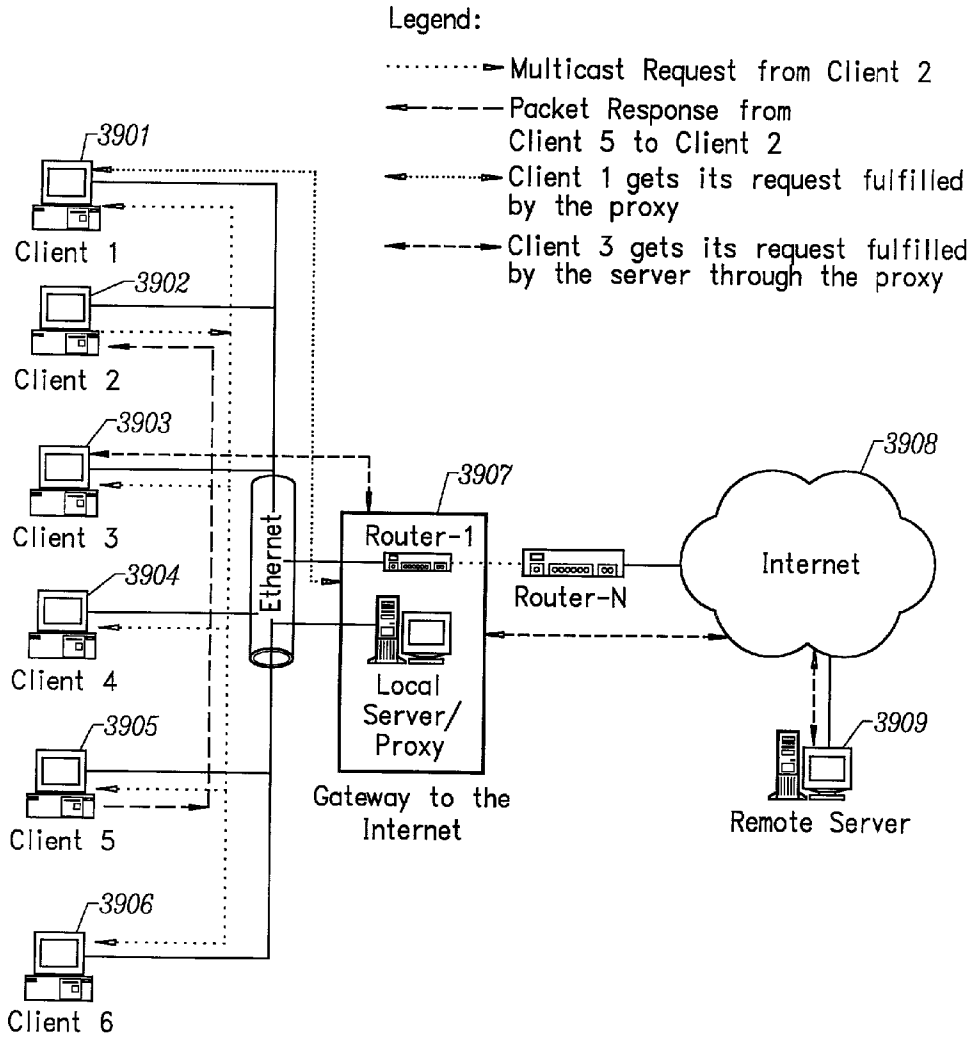 Legend:
Multicast Request from Client 2
Packet Response from
Client 5 to Client 2
Client 1 gets its request fulfilled
by the proxy
Client 3 gets its request fulfilled
by the server through the proxy
3901
Client 1
3902
Client 2
3903
Client 3
3904
Client 4
3905
Client 5
3906
Client 6
Ethernet
3907
Router-1
Local
Server/
Proxy
Gateway to the
Internet
Router-N
3908
Internet
3909
Remote Server